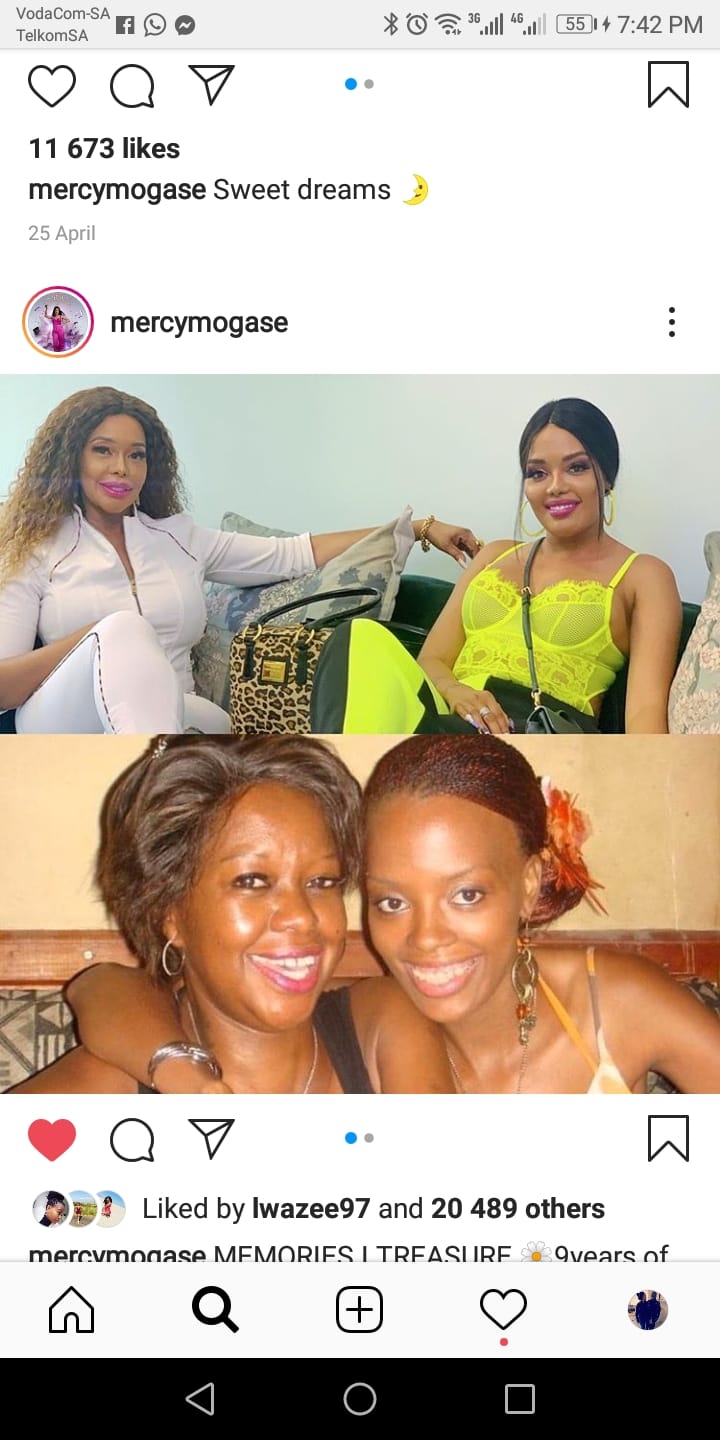 VodaCom-SA
TelkomSA
3G 4G 55 7:42 PM
11 673 likes
mercymogase Sweet dreams 🌛
25 April
mercymogase
Liked by lwazee97 and 20 489 others
mercymogase MEMORIES I TREASURE 🌼9years of